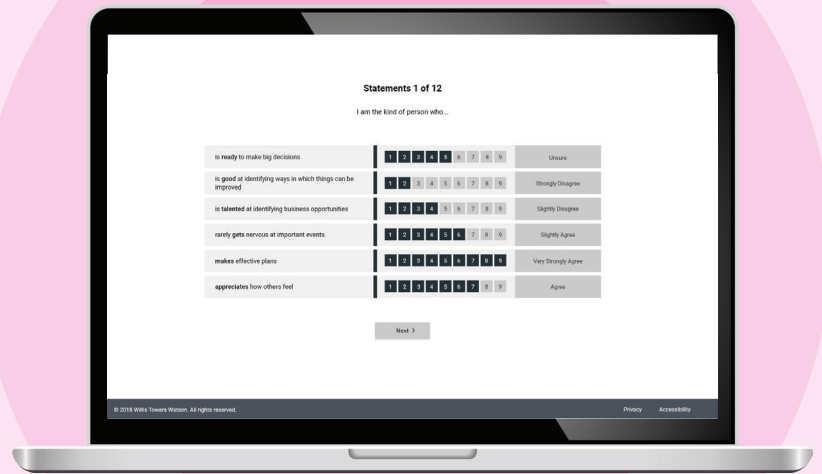 Statements 1 of 12
I am the kind of person who...
is ready to make big decisions 1 2 3 4 5 6 7 8 9 Unsure
is good at identifying ways in which things can be
improved 1 2 3 4 5 6 7 8 9 Strongly Disagree
is talented at identifying business opportunities 1 2 3 4 5 6 7 8 9 Slightly Disagree
rarely gets nervous at important events 1 2 3 4 5 6 7 8 9 Slightly Agree
makes effective plans 1 2 3 4 5 6 7 8 9 Very Strongly Agree
appreciates how others feel 1 2 3 4 5 6 7 8 9 Agree
Next >
© 2018 Willis Towers Watson. All rights reserved. Privacy Accessibility